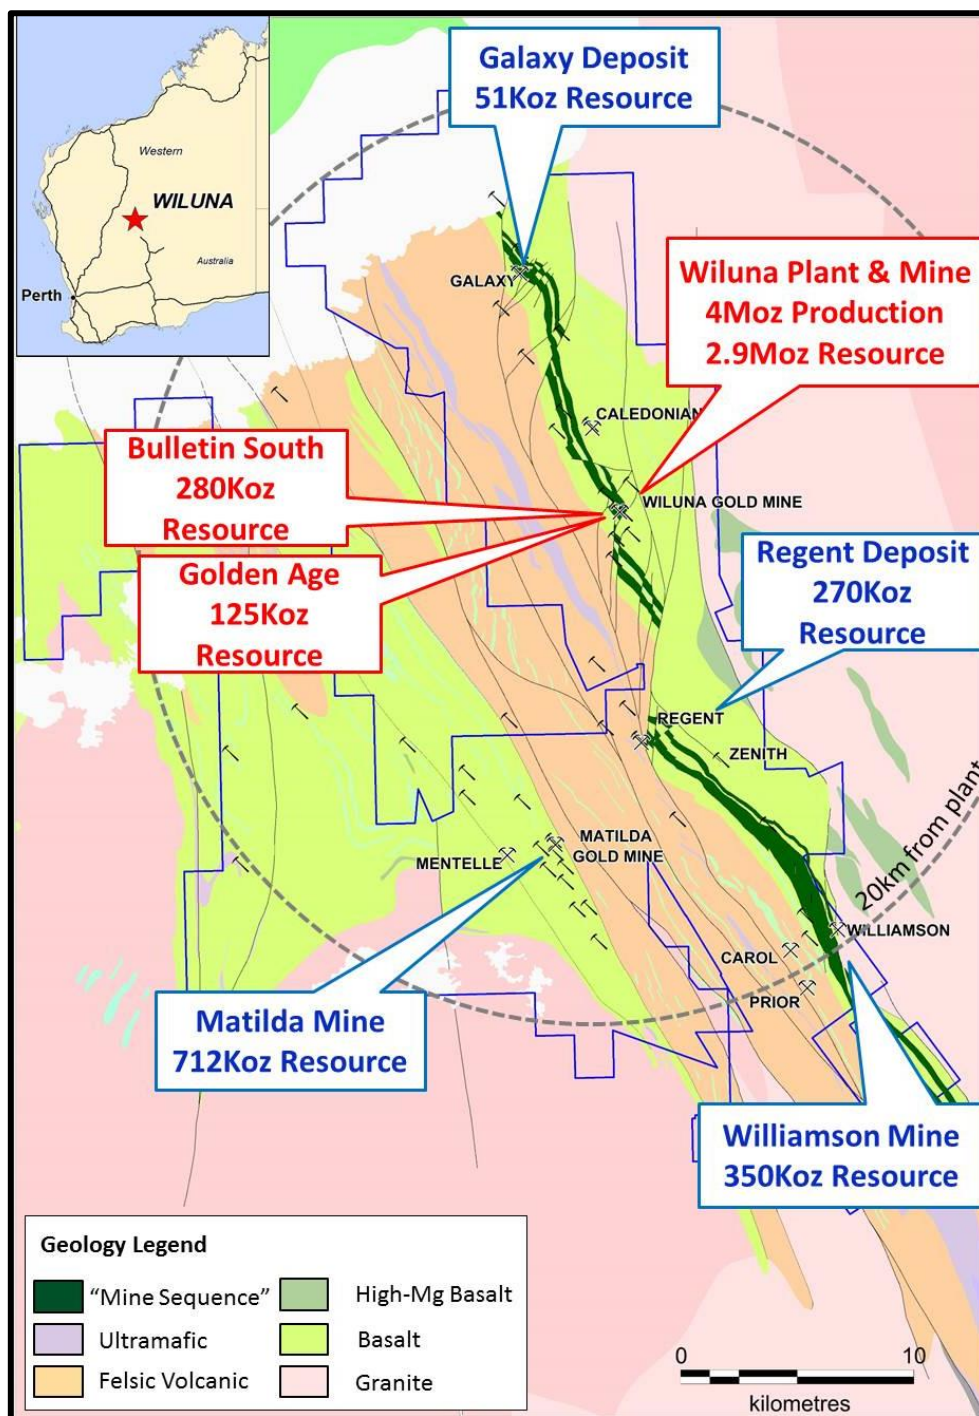 Galaxy Deposit
51Koz Resource
Western
WILUNA
Australia
Perth
GALAXY
Wiluna Plant & Mine
4Moz Production
2.9Moz Resource
CALEDONIAN
Bulletin South
280Koz
Resource
WILUNA GOLD MINE
Golden Age
125Koz
Resource
Regent Deposit
270Koz
Resource
REGENT
ZENITH
20km from plant
MATILDA
GOLD MINE
MENTELLE
WILLIAMSON
CAROL
PRIOR
Matilda Mine
712Koz Resource
Williamson Mine
350Koz Resource
Geology Legend
“Mine Sequence”
High-Mg Basalt
Ultramafic
Basalt
Felsic Volcanic
Granite
0 10
kilometres